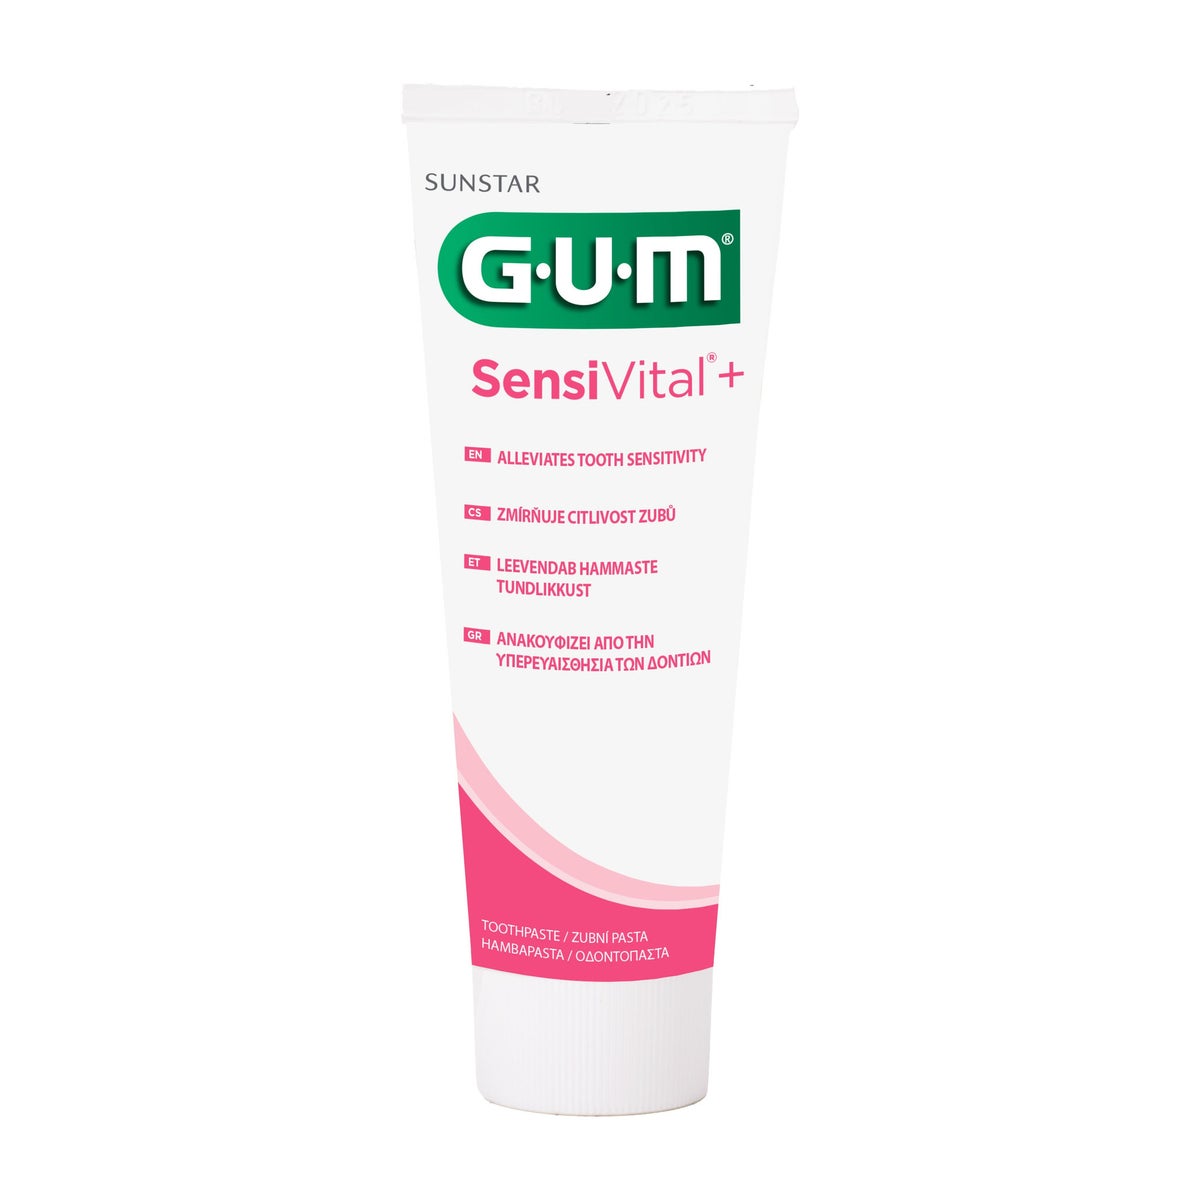 SUNSTAR
G·U·M®
SensiVital®+
EN ALLEVIATES TOOTH SENSITIVITY
CS ZMÍRŇUJE CITLIVOST ZUBŮ
ET LEEVENDAB HAMMASTE
TUNDLIKKUST
GR ΑΝΑΚΟΥΦΙΖΕΙ ΑΠΟ ΤΗΝ
ΥΠΕΡΕΥΑΙΣΘΗΣΙΑ ΤΩΝ ΔΟΝΤΙΩΝ
TOOTHPASTE / ZUBNÍ PASTA
HAMBAPASTA / ΟΔΟΝΤΟΠΑΣΤΑ